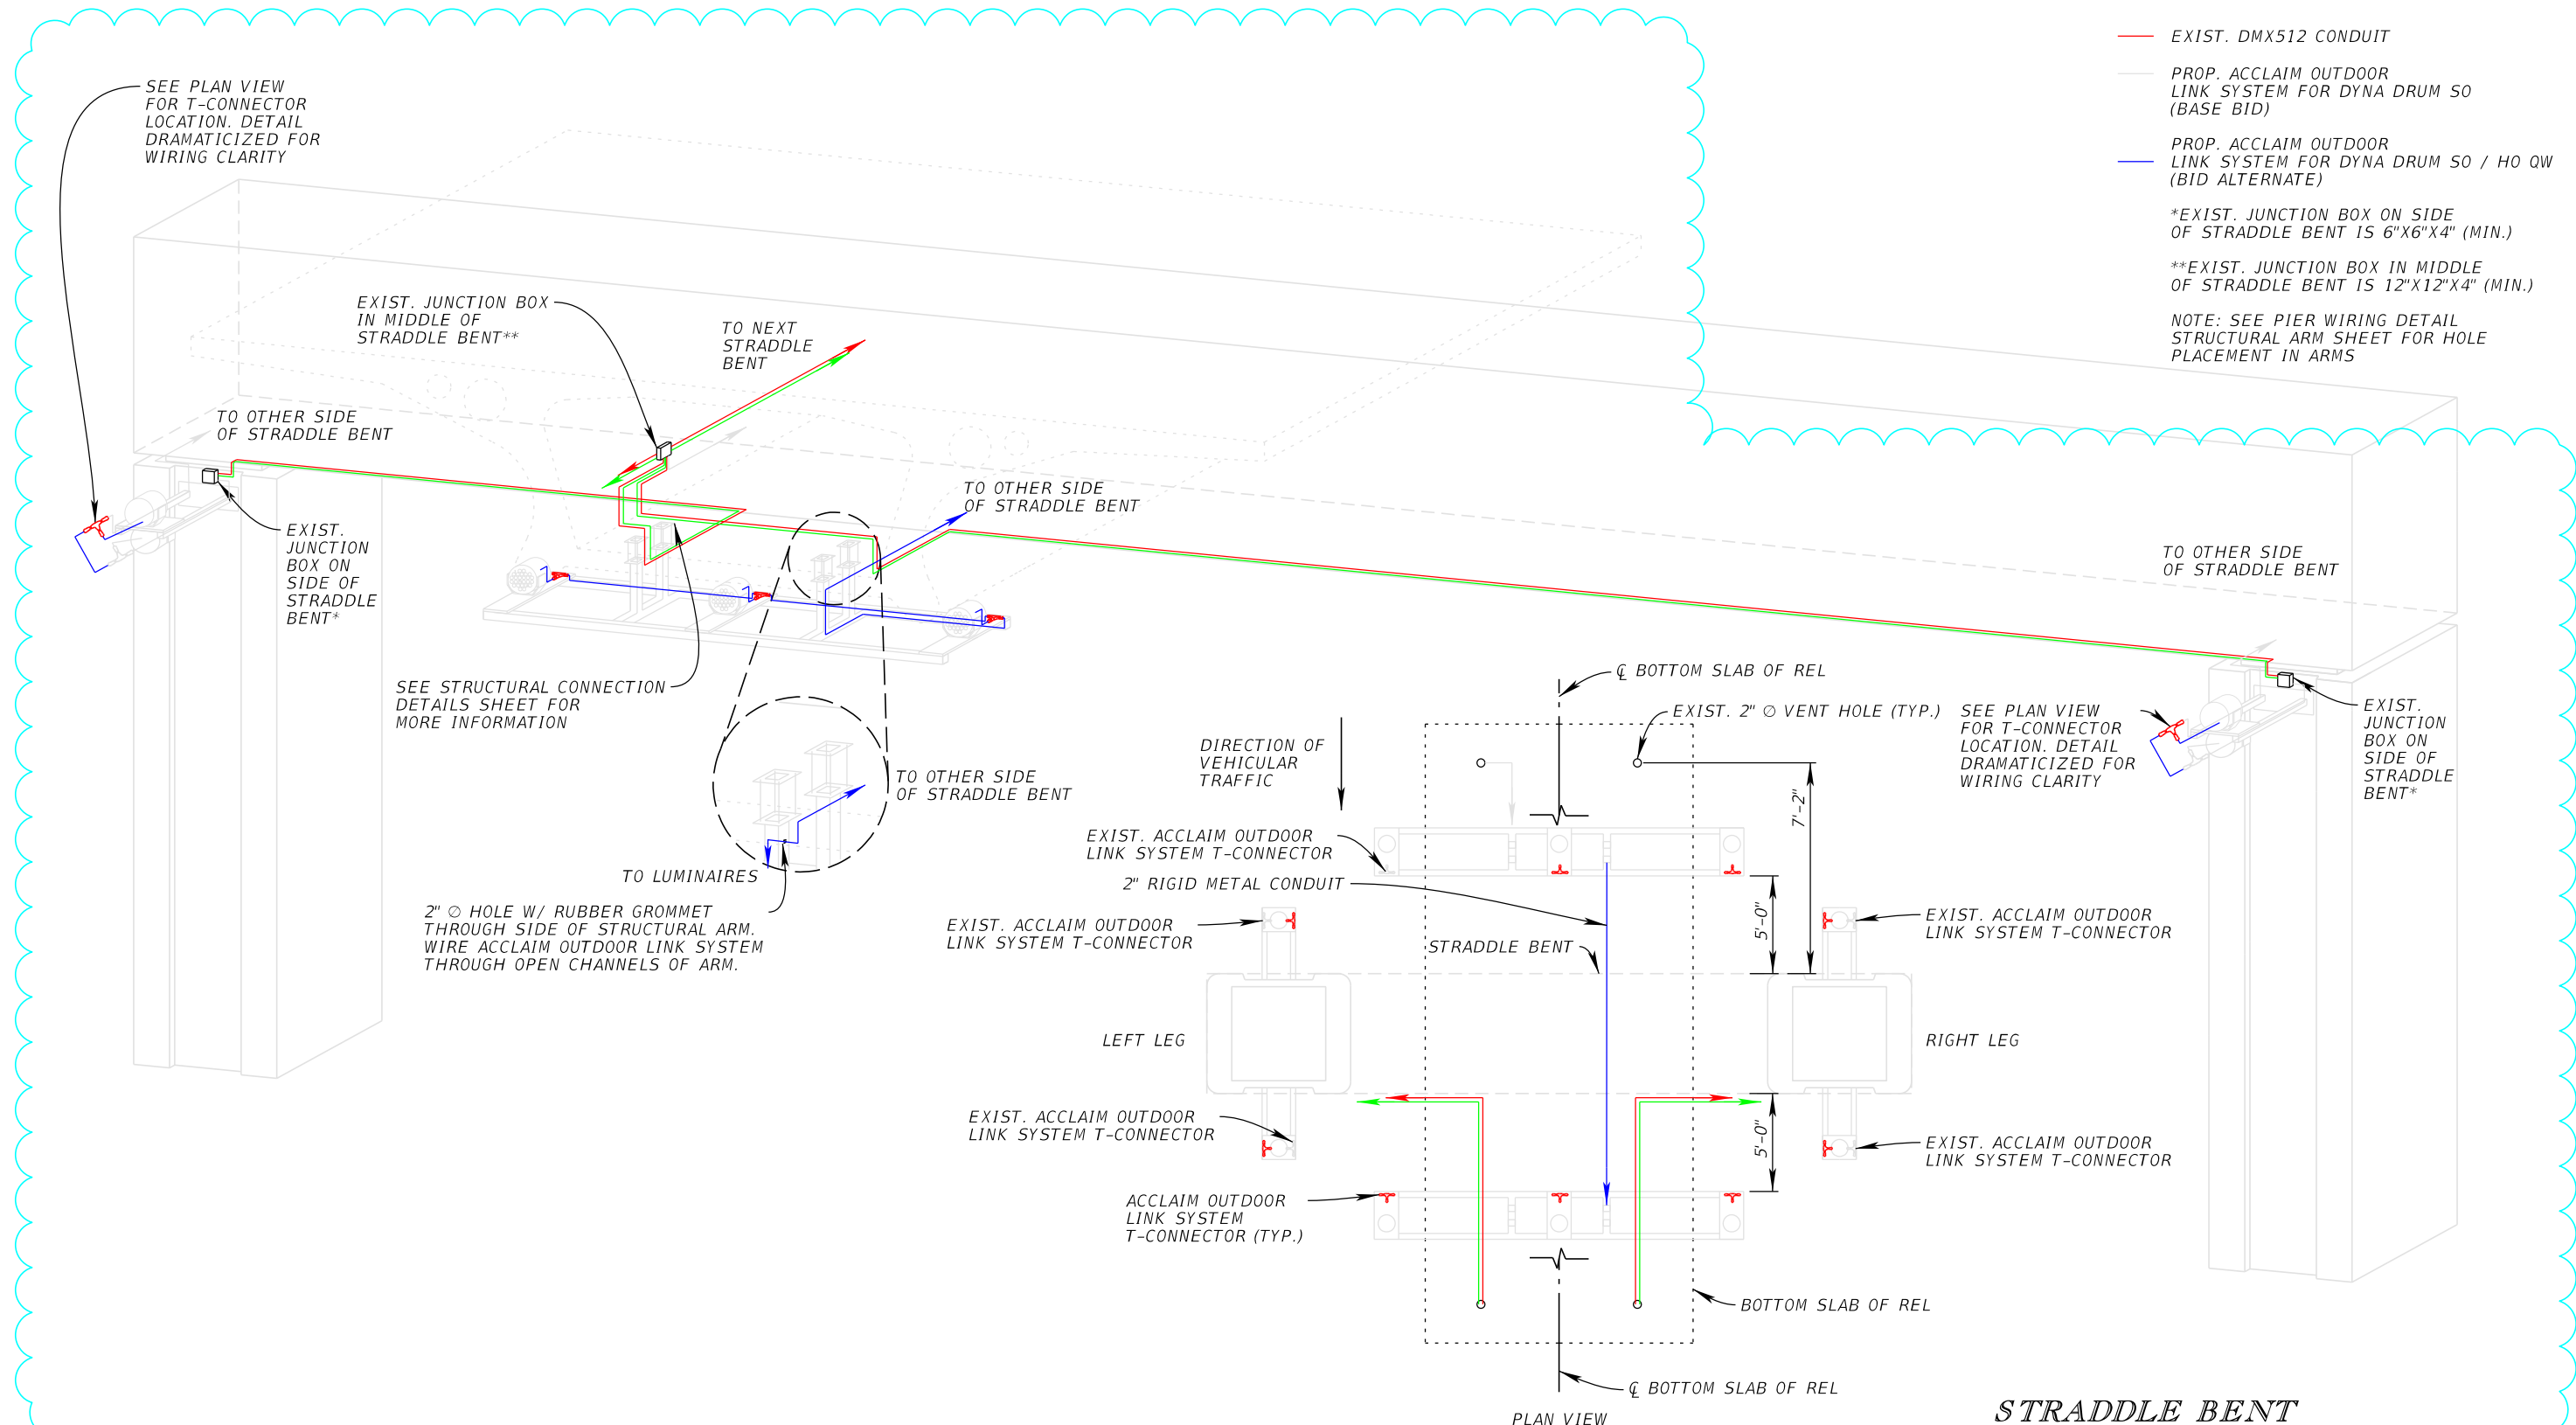 EXIST. DMX512 CONDUIT
PROP. ACCLAIM OUTDOOR
LINK SYSTEM FOR DYNA DRUM SO
(BASE BID)
PROP. ACCLAIM OUTDOOR
LINK SYSTEM FOR DYNA DRUM SO / HO QW
(BID ALTERNATE)
*EXIST. JUNCTION BOX ON SIDE
OF STRADDLE BENT IS 6"X6"X4" (MIN.)
**EXIST. JUNCTION BOX IN MIDDLE
OF STRADDLE BENT IS 12"X12"X4" (MIN.)
NOTE: SEE PIER WIRING DETAIL
STRUCTURAL ARM SHEET FOR HOLE
PLACEMENT IN ARMS
SEE PLAN VIEW
FOR T-CONNECTOR
LOCATION. DETAIL
DRAMATICIZED FOR
WIRING CLARITY
EXIST. JUNCTION BOX
IN MIDDLE OF
STRADDLE BENT**
TO NEXT
STRADDLE
BENT
TO OTHER SIDE
OF STRADDLE BENT
EXIST.
JUNCTION
BOX ON
SIDE OF
STRADDLE
BENT*
TO OTHER SIDE
OF STRADDLE BENT
TO OTHER SIDE
OF STRADDLE BENT
SEE STRUCTURAL CONNECTION
DETAILS SHEET FOR
MORE INFORMATION
TO OTHER SIDE
OF STRADDLE BENT
TO LUMINAIRES
2" ∅ HOLE W/ RUBBER GROMMET
THROUGH SIDE OF STRUCTURAL ARM.
WIRE ACCLAIM OUTDOOR LINK SYSTEM
THROUGH OPEN CHANNELS OF ARM.
℄ BOTTOM SLAB OF REL
EXIST. 2" ∅ VENT HOLE (TYP.)
SEE PLAN VIEW
FOR T-CONNECTOR
LOCATION. DETAIL
DRAMATICIZED FOR
WIRING CLARITY
EXIST.
JUNCTION
BOX ON
SIDE OF
STRADDLE
BENT*
DIRECTION OF
VEHICULAR
TRAFFIC
7'-2"
EXIST. ACCLAIM OUTDOOR
LINK SYSTEM T-CONNECTOR
2" RIGID METAL CONDUIT
5'-0"
EXIST. ACCLAIM OUTDOOR
LINK SYSTEM T-CONNECTOR
EXIST. ACCLAIM OUTDOOR
LINK SYSTEM T-CONNECTOR
STRADDLE BENT
LEFT LEG
RIGHT LEG
EXIST. ACCLAIM OUTDOOR
LINK SYSTEM T-CONNECTOR
5'-0"
EXIST. ACCLAIM OUTDOOR
LINK SYSTEM T-CONNECTOR
ACCLAIM OUTDOOR
LINK SYSTEM
T-CONNECTOR (TYP.)
BOTTOM SLAB OF REL
℄ BOTTOM SLAB OF REL
PLAN VIEW
STRADDLE BENT